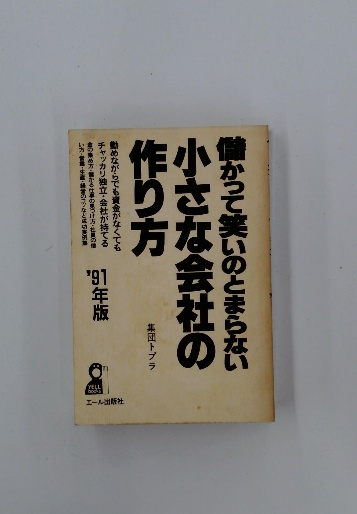 儲かって笑いのとまらない
小さな会社の
作り方
勤めながらでも資金がなくても
チャッカリ独立・会社が持てる
'91年版
集団トプラ
YELL
BOOKS
エール出版社